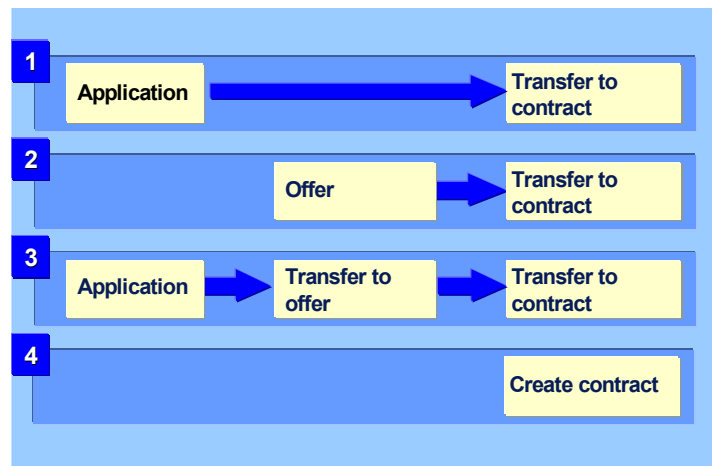 1
Application
Transfer to
contract
2
Offer
Transfer to
contract
3
Application
Transfer to
offer
Transfer to
contract
4
Create contract